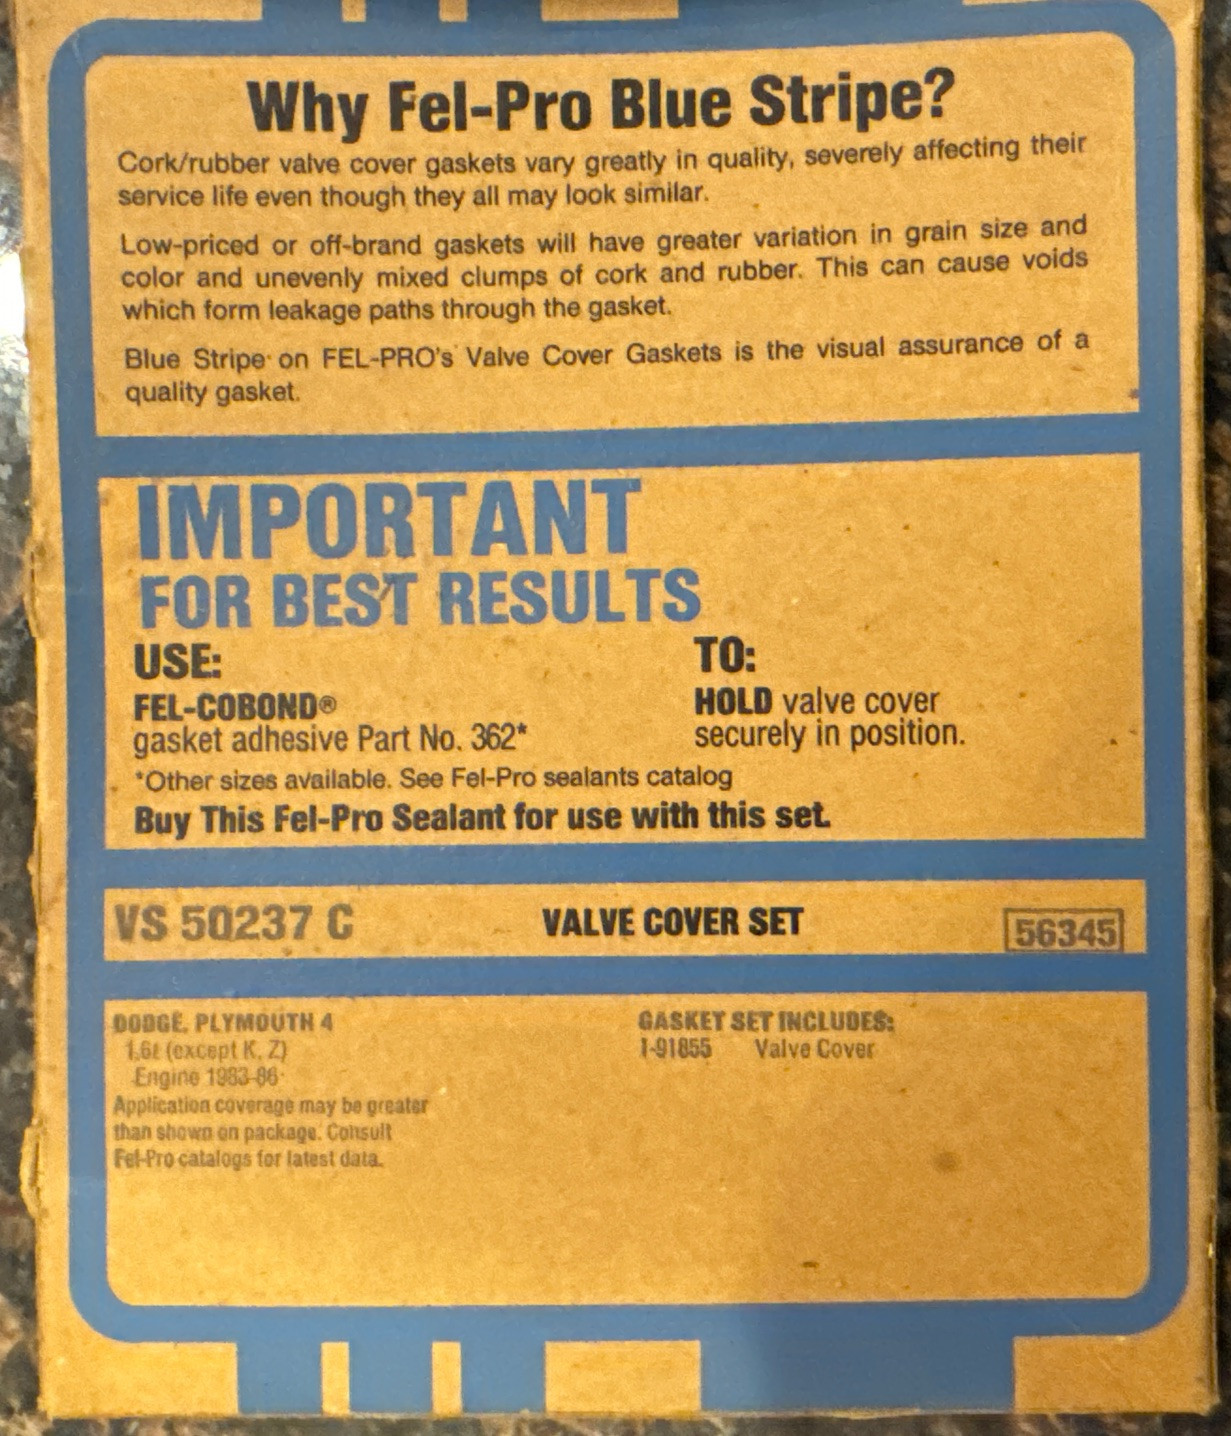 Why Fel-Pro Blue Stripe?
Cork/rubber valve cover gaskets vary greatly in quality, severely affecting their
service life even though they all may look similar.
Low-priced or off-brand gaskets will have greater variation in grain size and
color and unevenly mixed clumps of cork and rubber. This can cause voids
which form leakage paths through the gasket.
Blue Stripe on FEL-PRO's Valve Cover Gaskets is the visual assurance of a
quality gasket.
IMPORTANT
FOR BEST RESULTS
USE:
FEL-COBOND®
gasket adhesive Part No. 362*
TO:
HOLD valve cover
securely in position.
*Other sizes available. See Fel-Pro sealants catalog
Buy This Fel-Pro Sealant for use with this set.
VS 50237 C VALVE COVER SET 56345
DODGE, PLYMOUTH 4
1.6ℓ (except K, Z)
Engine 1983-86
Application coverage may be greater
than shown on package. Consult
Fel-Pro catalogs for latest data.
GASKET SET INCLUDES:
1-91855 Valve Cover